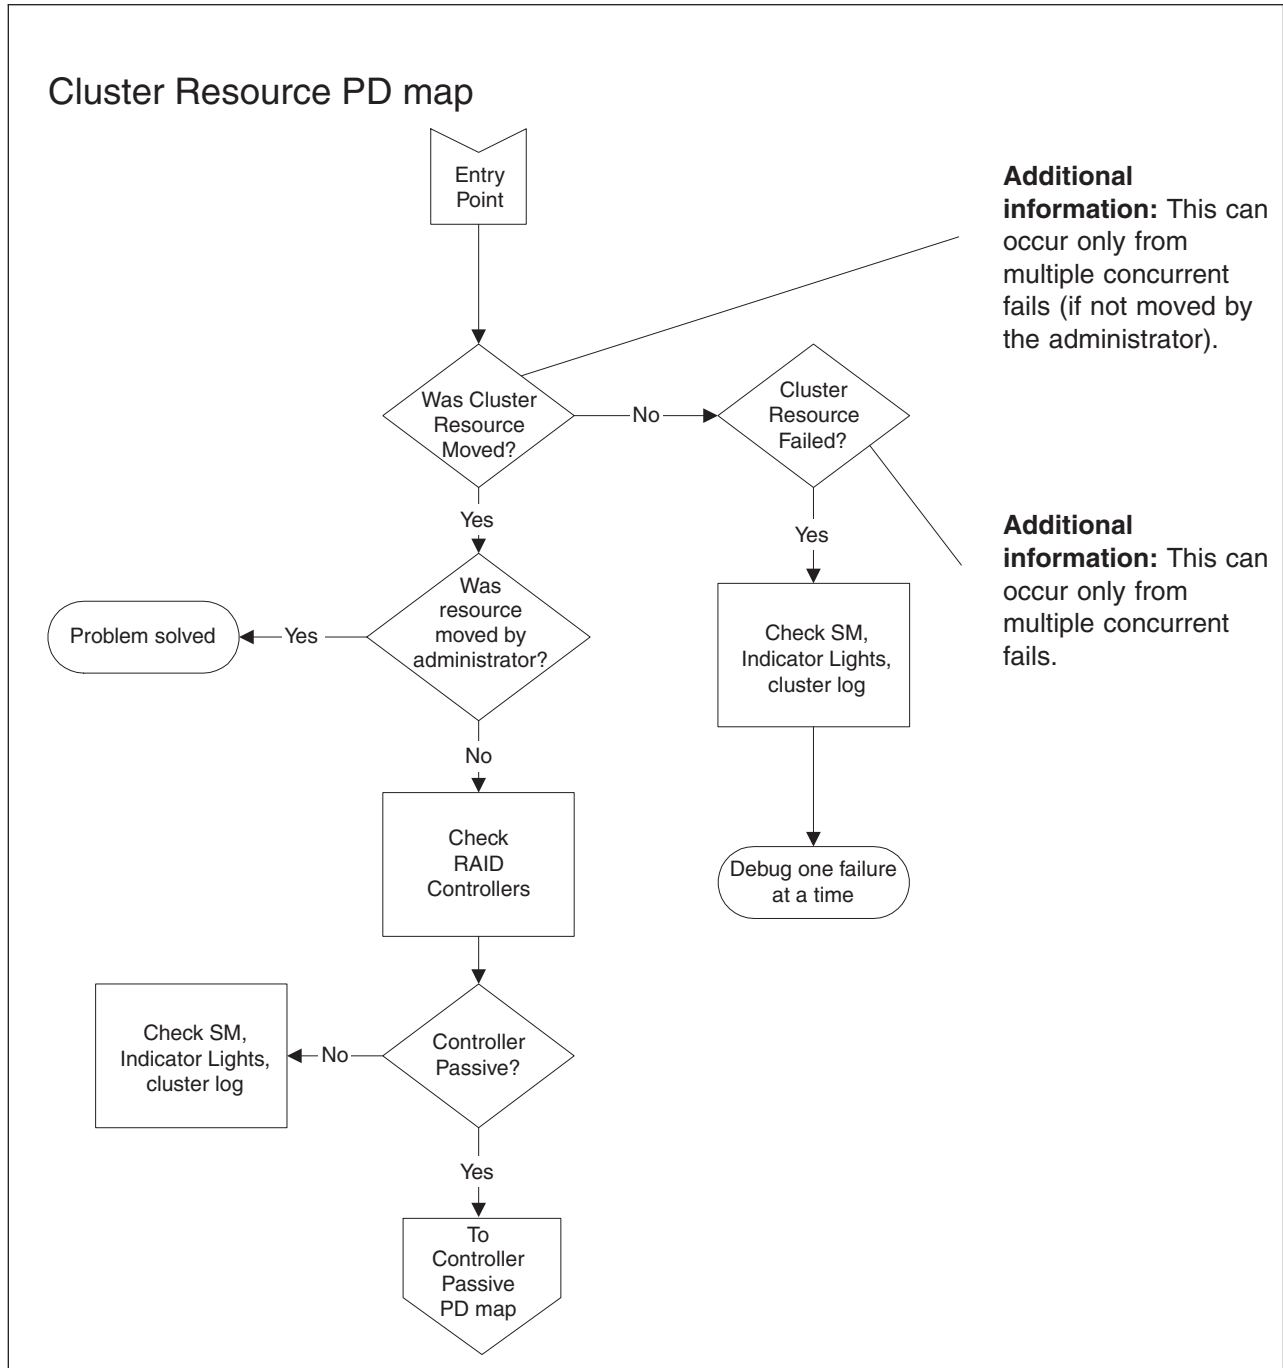 Cluster Resource PD map
Entry
Point
Additional
information: This can
occur only from
multiple concurrent
fails (if not moved by
the administrator).
Was Cluster
Resource
Moved?
No
Cluster
Resource
Failed?
Yes
Yes
Additional
information: This can
occur only from
multiple concurrent
fails.
Was
resource
moved by
administrator?
Yes
Problem solved
Check SM,
Indicator Lights,
cluster log
No
Check
RAID
Controllers
Debug one failure
at a time
Controller
Passive?
No
Check SM,
Indicator Lights,
cluster log
Yes
To
Controller
Passive
PD map